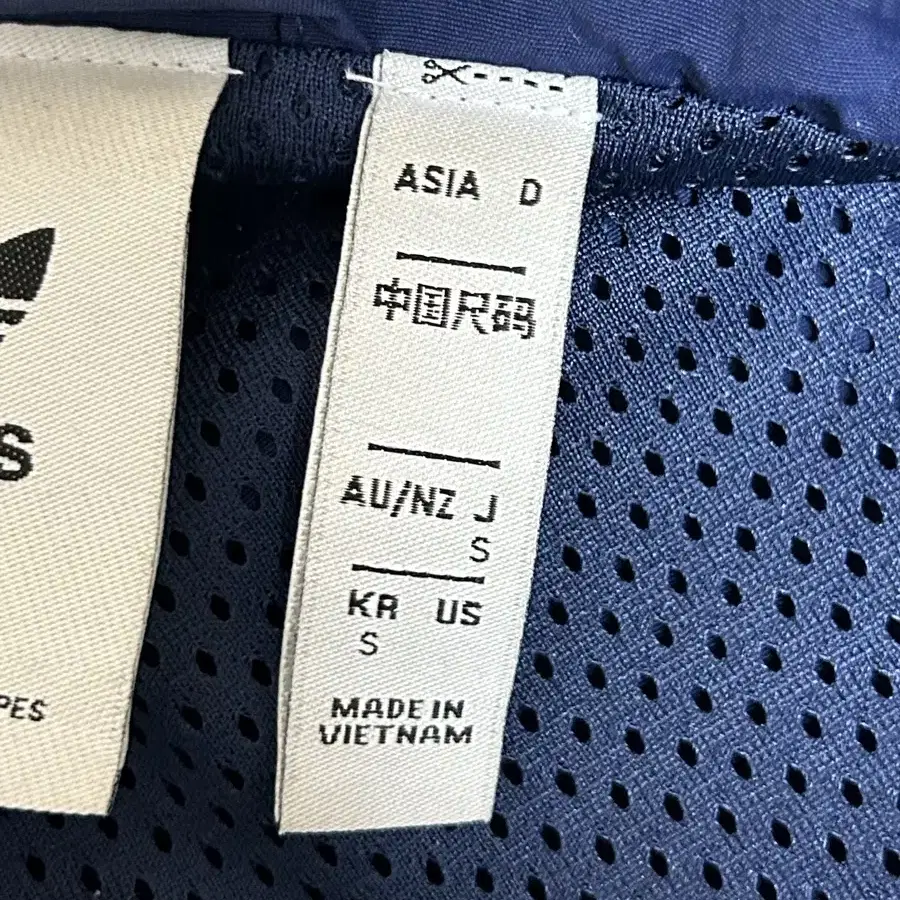 S
PES
ASIA D
中国尺码
AU/NZ J
S
KR US
S
MADE IN
VIETNAM